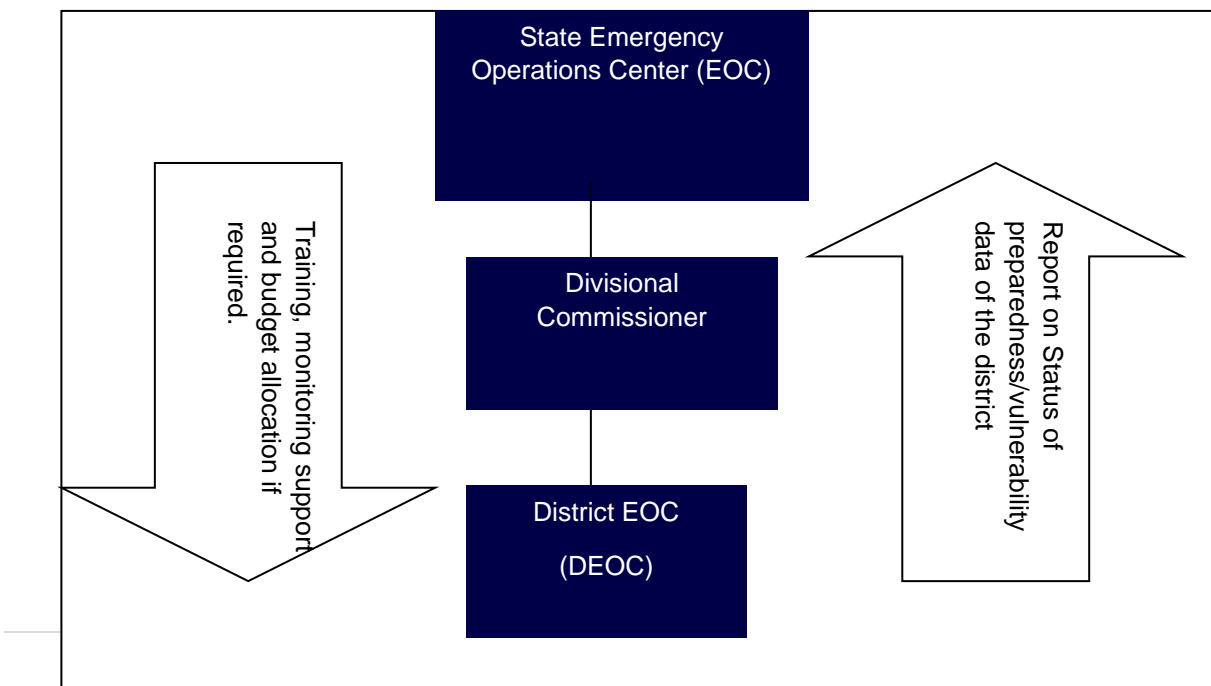 State Emergency
Operations Center (EOC)
Training, monitoring support
and budget allocation if
required.
Divisional
Commissioner
Report on Status of
preparedness/vulnerability
data of the district
District EOC
(DEOC)